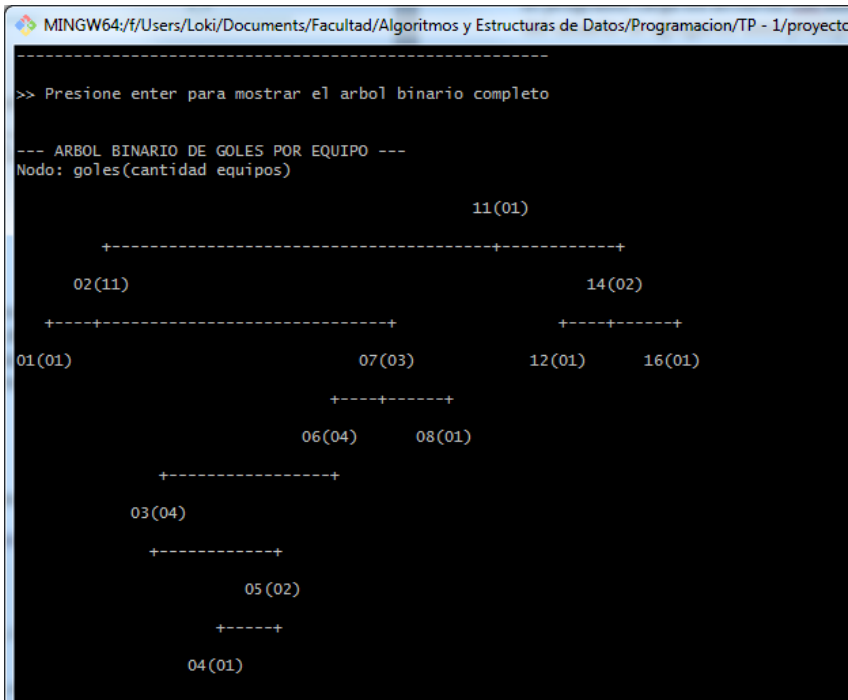 MINGW64:/f/Users/Loki/Documents/Facultad/Algoritmos y Estructuras de Datos/Programacion/TP - 1/proyecto
--------------------------------------------------------
>> Presione enter para mostrar el arbol binario completo
--- ARBOL BINARIO DE GOLES POR EQUIPO ---
Nodo: goles(cantidad equipos)
11(01)
+----------------------------------------+------------+
02(11) 14(02)
+----+------------------------------+ +----+------+
01(01) 07(03) 12(01) 16(01)
+----+------+
06(04) 08(01)
+-----------------+
03(04)
+------------+
05(02)
+-----+
04(01)